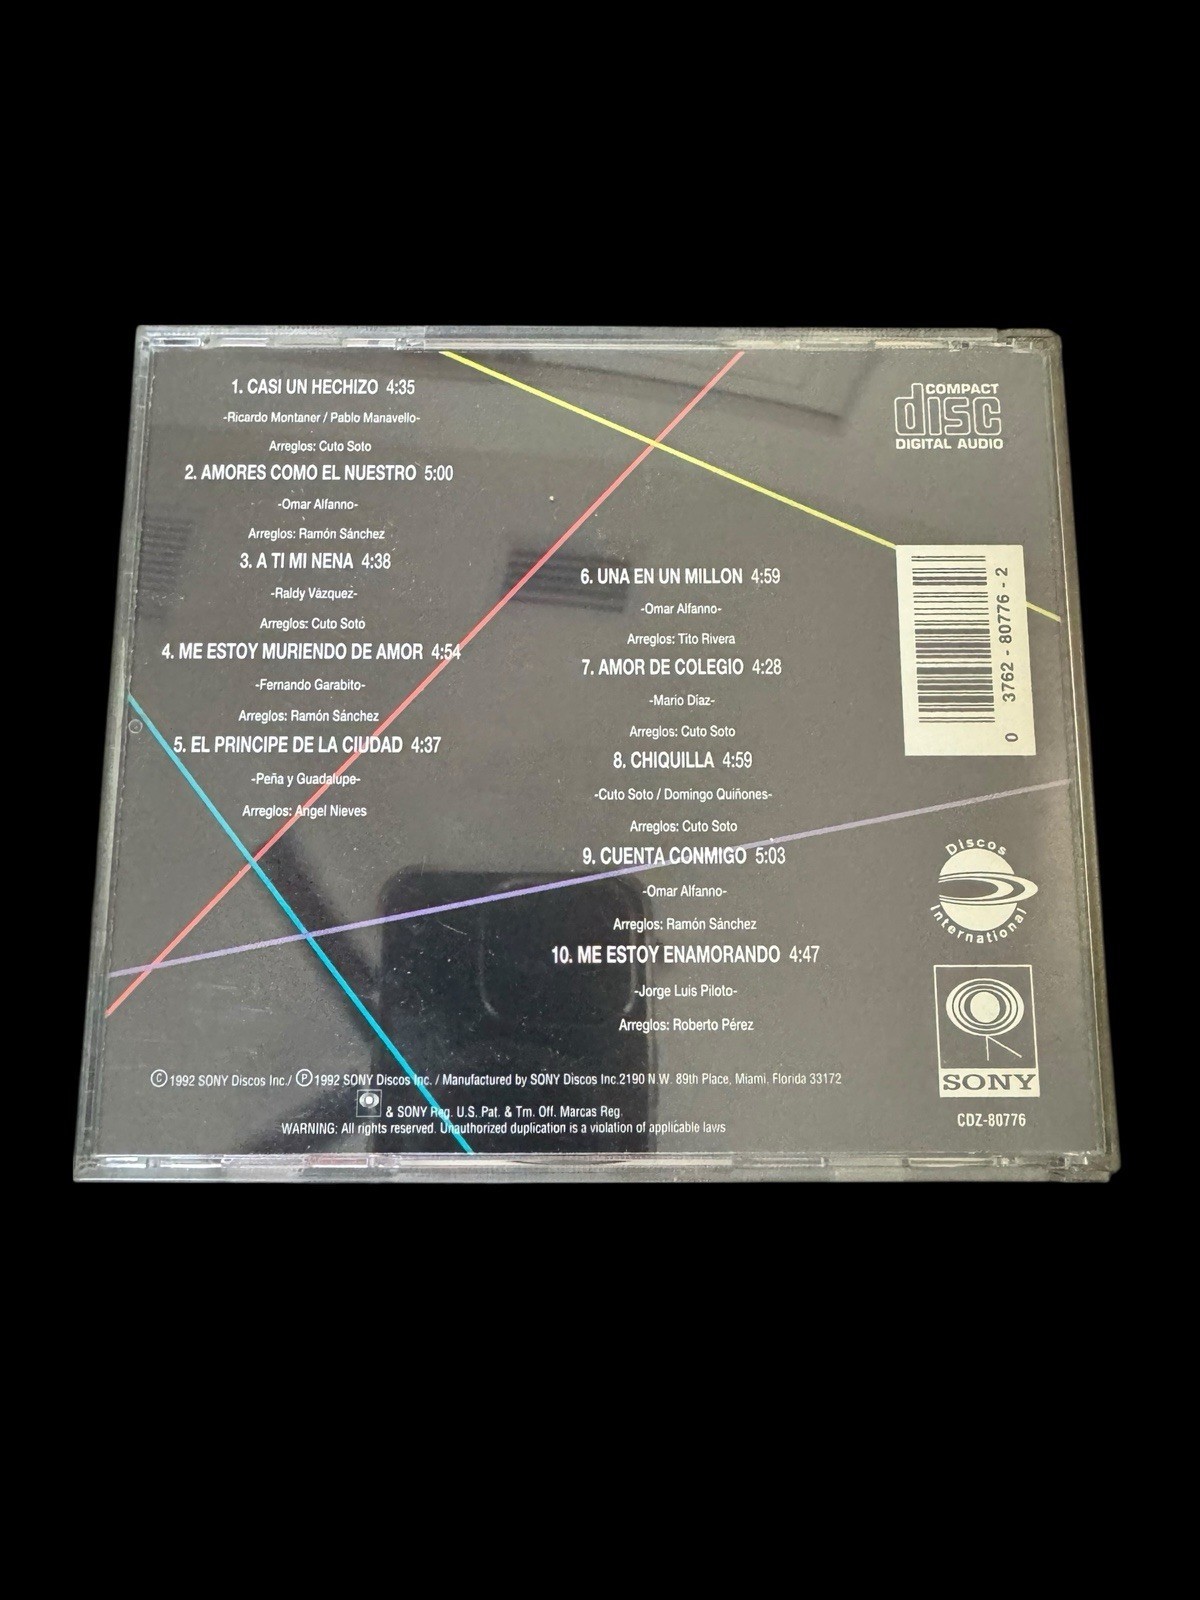 1. CASI UN HECHIZO 4:35
-Ricardo Montaner / Pablo Manavello-
Arreglos: Cuto Soto
2. AMORES COMO EL NUESTRO 5:00
-Omar Alfanno-
Arreglos: Ramón Sánchez
3. A TI MI NENA 4:38
-Raldy Vázquez-
Arreglos: Cuto Soto
4. ME ESTOY MURIENDO DE AMOR 4:54
-Fernando Garabito-
Arreglos: Ramón Sánchez
5. EL PRINCIPE DE LA CIUDAD 4:37
-Peña y Guadalupe-
Arreglos: Angel Nieves
6. UNA EN UN MILLON 4:59
-Omar Alfanno-
Arreglos: Tito Rivera
7. AMOR DE COLEGIO 4:28
-Mario Díaz-
Arreglos: Cuto Soto
8. CHIQUILLA 4:59
-Cuto Soto / Domingo Quiñones-
Arreglos: Cuto Soto
9. CUENTA CONMIGO 5:03
-Omar Alfanno-
Arreglos: Ramón Sánchez
10. ME ESTOY ENAMORANDO 4:47
-Jorge Luis Piloto-
Arreglos: Roberto Pérez
COMPACT
disc
DIGITAL AUDIO
0 3762 - 80776 - 2
Discos
International
SONY
CDZ-80776
© 1992 SONY Discos Inc./ ℗ 1992 SONY Discos Inc. / Manufactured by SONY Discos Inc. 2190 N.W. 89th Place, Miami, Florida 33172
& SONY Reg. U.S. Pat. & Tm. Off. Marcas Reg.
WARNING: All rights reserved. Unauthorized duplication is a violation of applicable laws